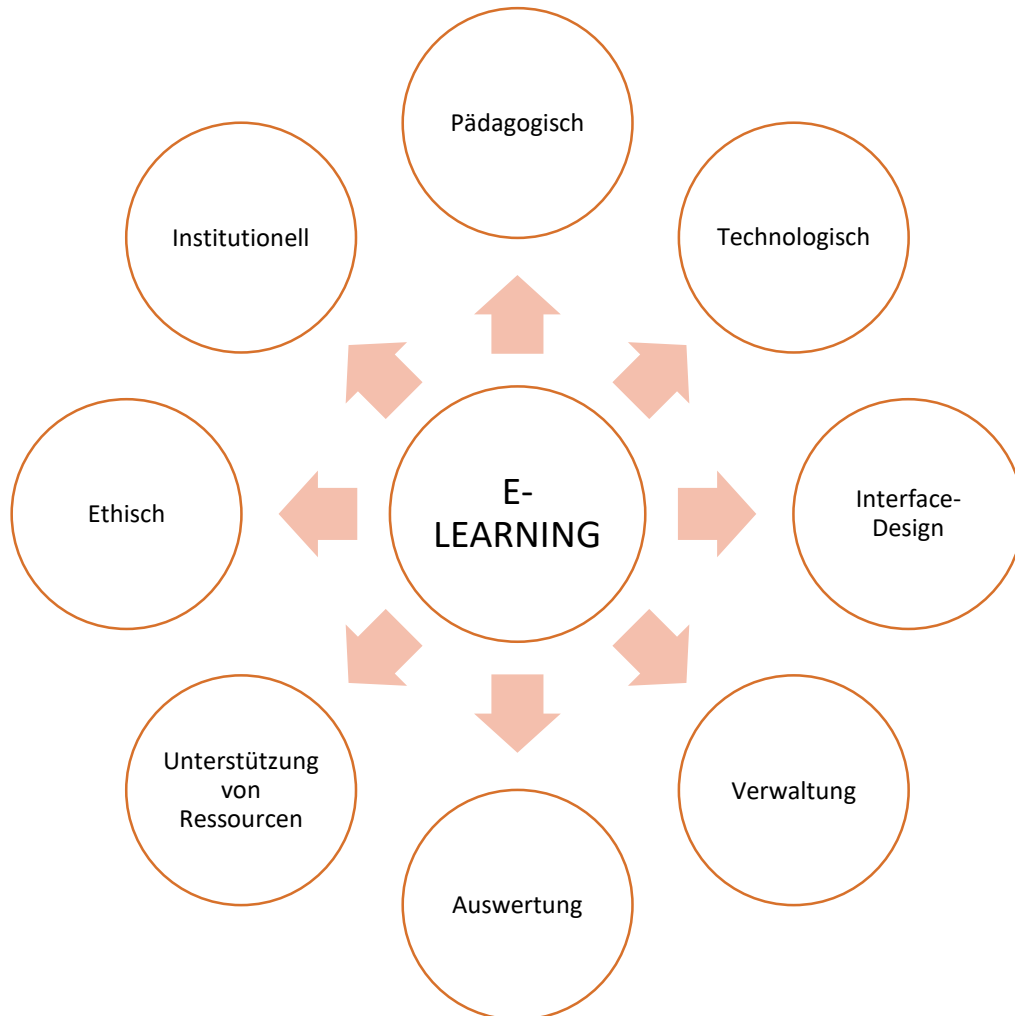 Pädagogisch
Institutionell
Technologisch
Ethisch
E-
LEARNING
Interface-
Design
Unterstützung
von
Ressourcen
Verwaltung
Auswertung